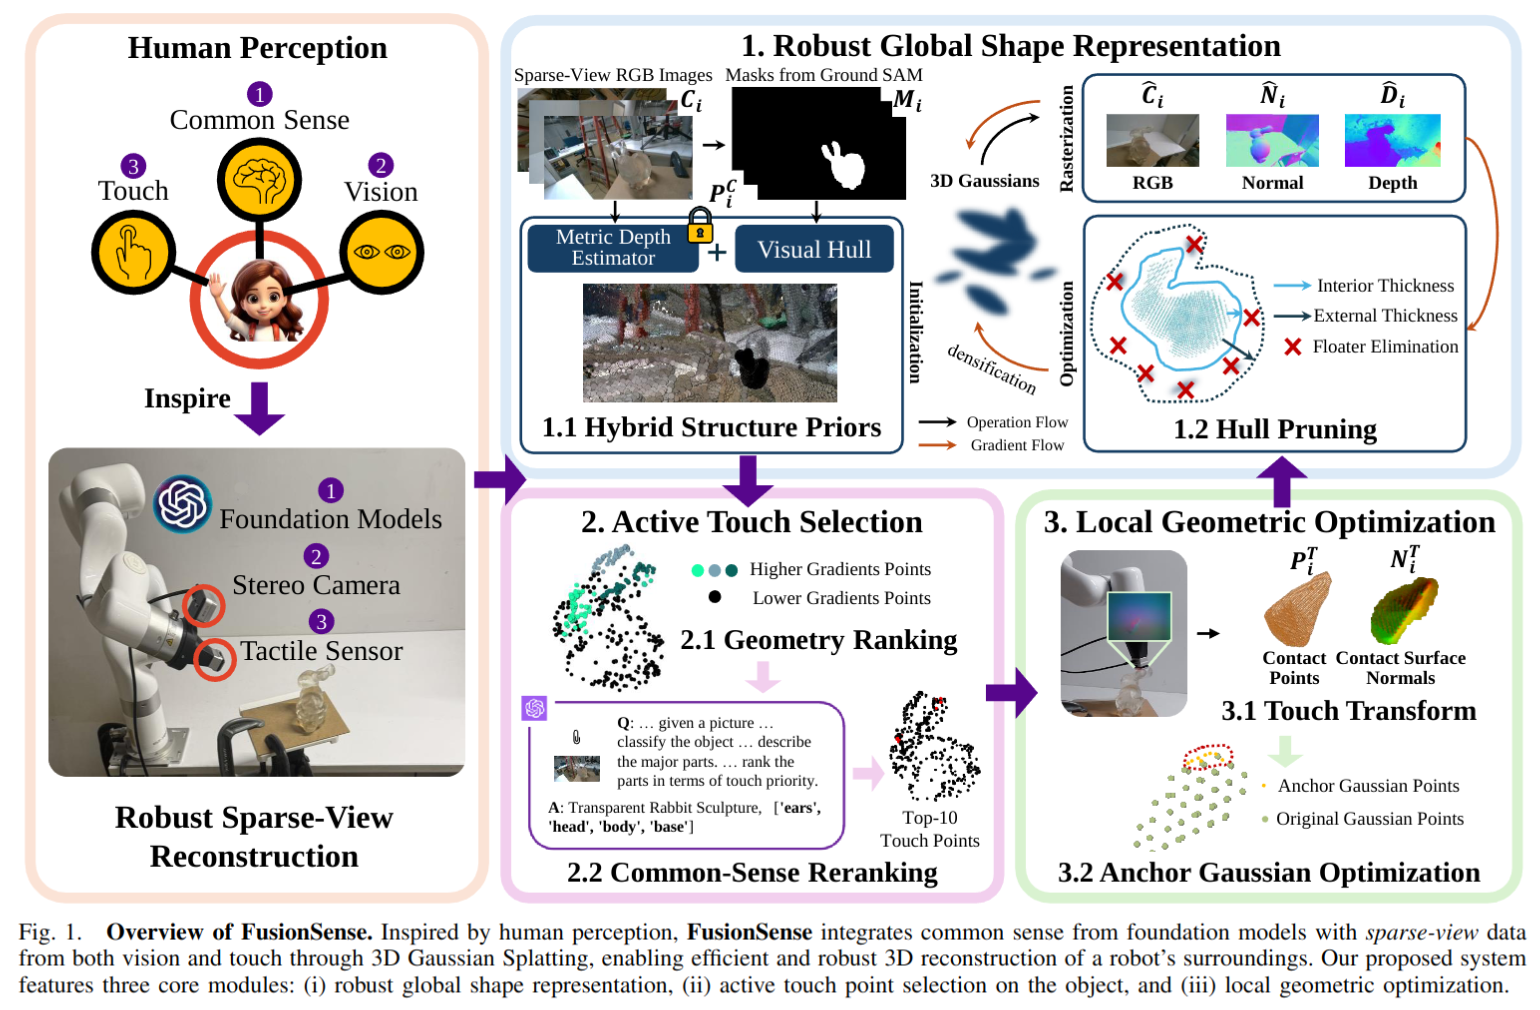 Human Perception
1
Common Sense
3
Touch
2
Vision
Inspire
1
Foundation Models
2
Stereo Camera
3
Tactile Sensor
Robust Sparse-View
Reconstruction
1. Robust Global Shape Representation
Sparse-View RGB Images
Masks from Ground SAM
C_i
M_i
P_i^C
Metric Depth
Estimator
+
Visual Hull
1.1 Hybrid Structure Priors
Initialization
3D Gaussians
densification
Operation Flow
Gradient Flow
Rasterization
Optimization
Ĉ_i
N̂_i
D̂_i
RGB
Normal
Depth
Interior Thickness
External Thickness
Floater Elimination
1.2 Hull Pruning
2. Active Touch Selection
Higher Gradients Points
Lower Gradients Points
2.1 Geometry Ranking
Q: … given a picture …
classify the object … describe
the major parts. … rank the
parts in terms of touch priority.
A: Transparent Rabbit Sculpture, ['ears',
'head', 'body', 'base']
Top-10
Touch Points
2.2 Common-Sense Reranking
3. Local Geometric Optimization
P_i^T
N_i^T
Contact
Points
Contact Surface
Normals
3.1 Touch Transform
Anchor Gaussian Points
Original Gaussian Points
3.2 Anchor Gaussian Optimization
Fig. 1. Overview of FusionSense. Inspired by human perception, FusionSense integrates common sense from foundation models with sparse-view data
from both vision and touch through 3D Gaussian Splatting, enabling efficient and robust 3D reconstruction of a robot's surroundings. Our proposed system
features three core modules: (i) robust global shape representation, (ii) active touch point selection on the object, and (iii) local geometric optimization.